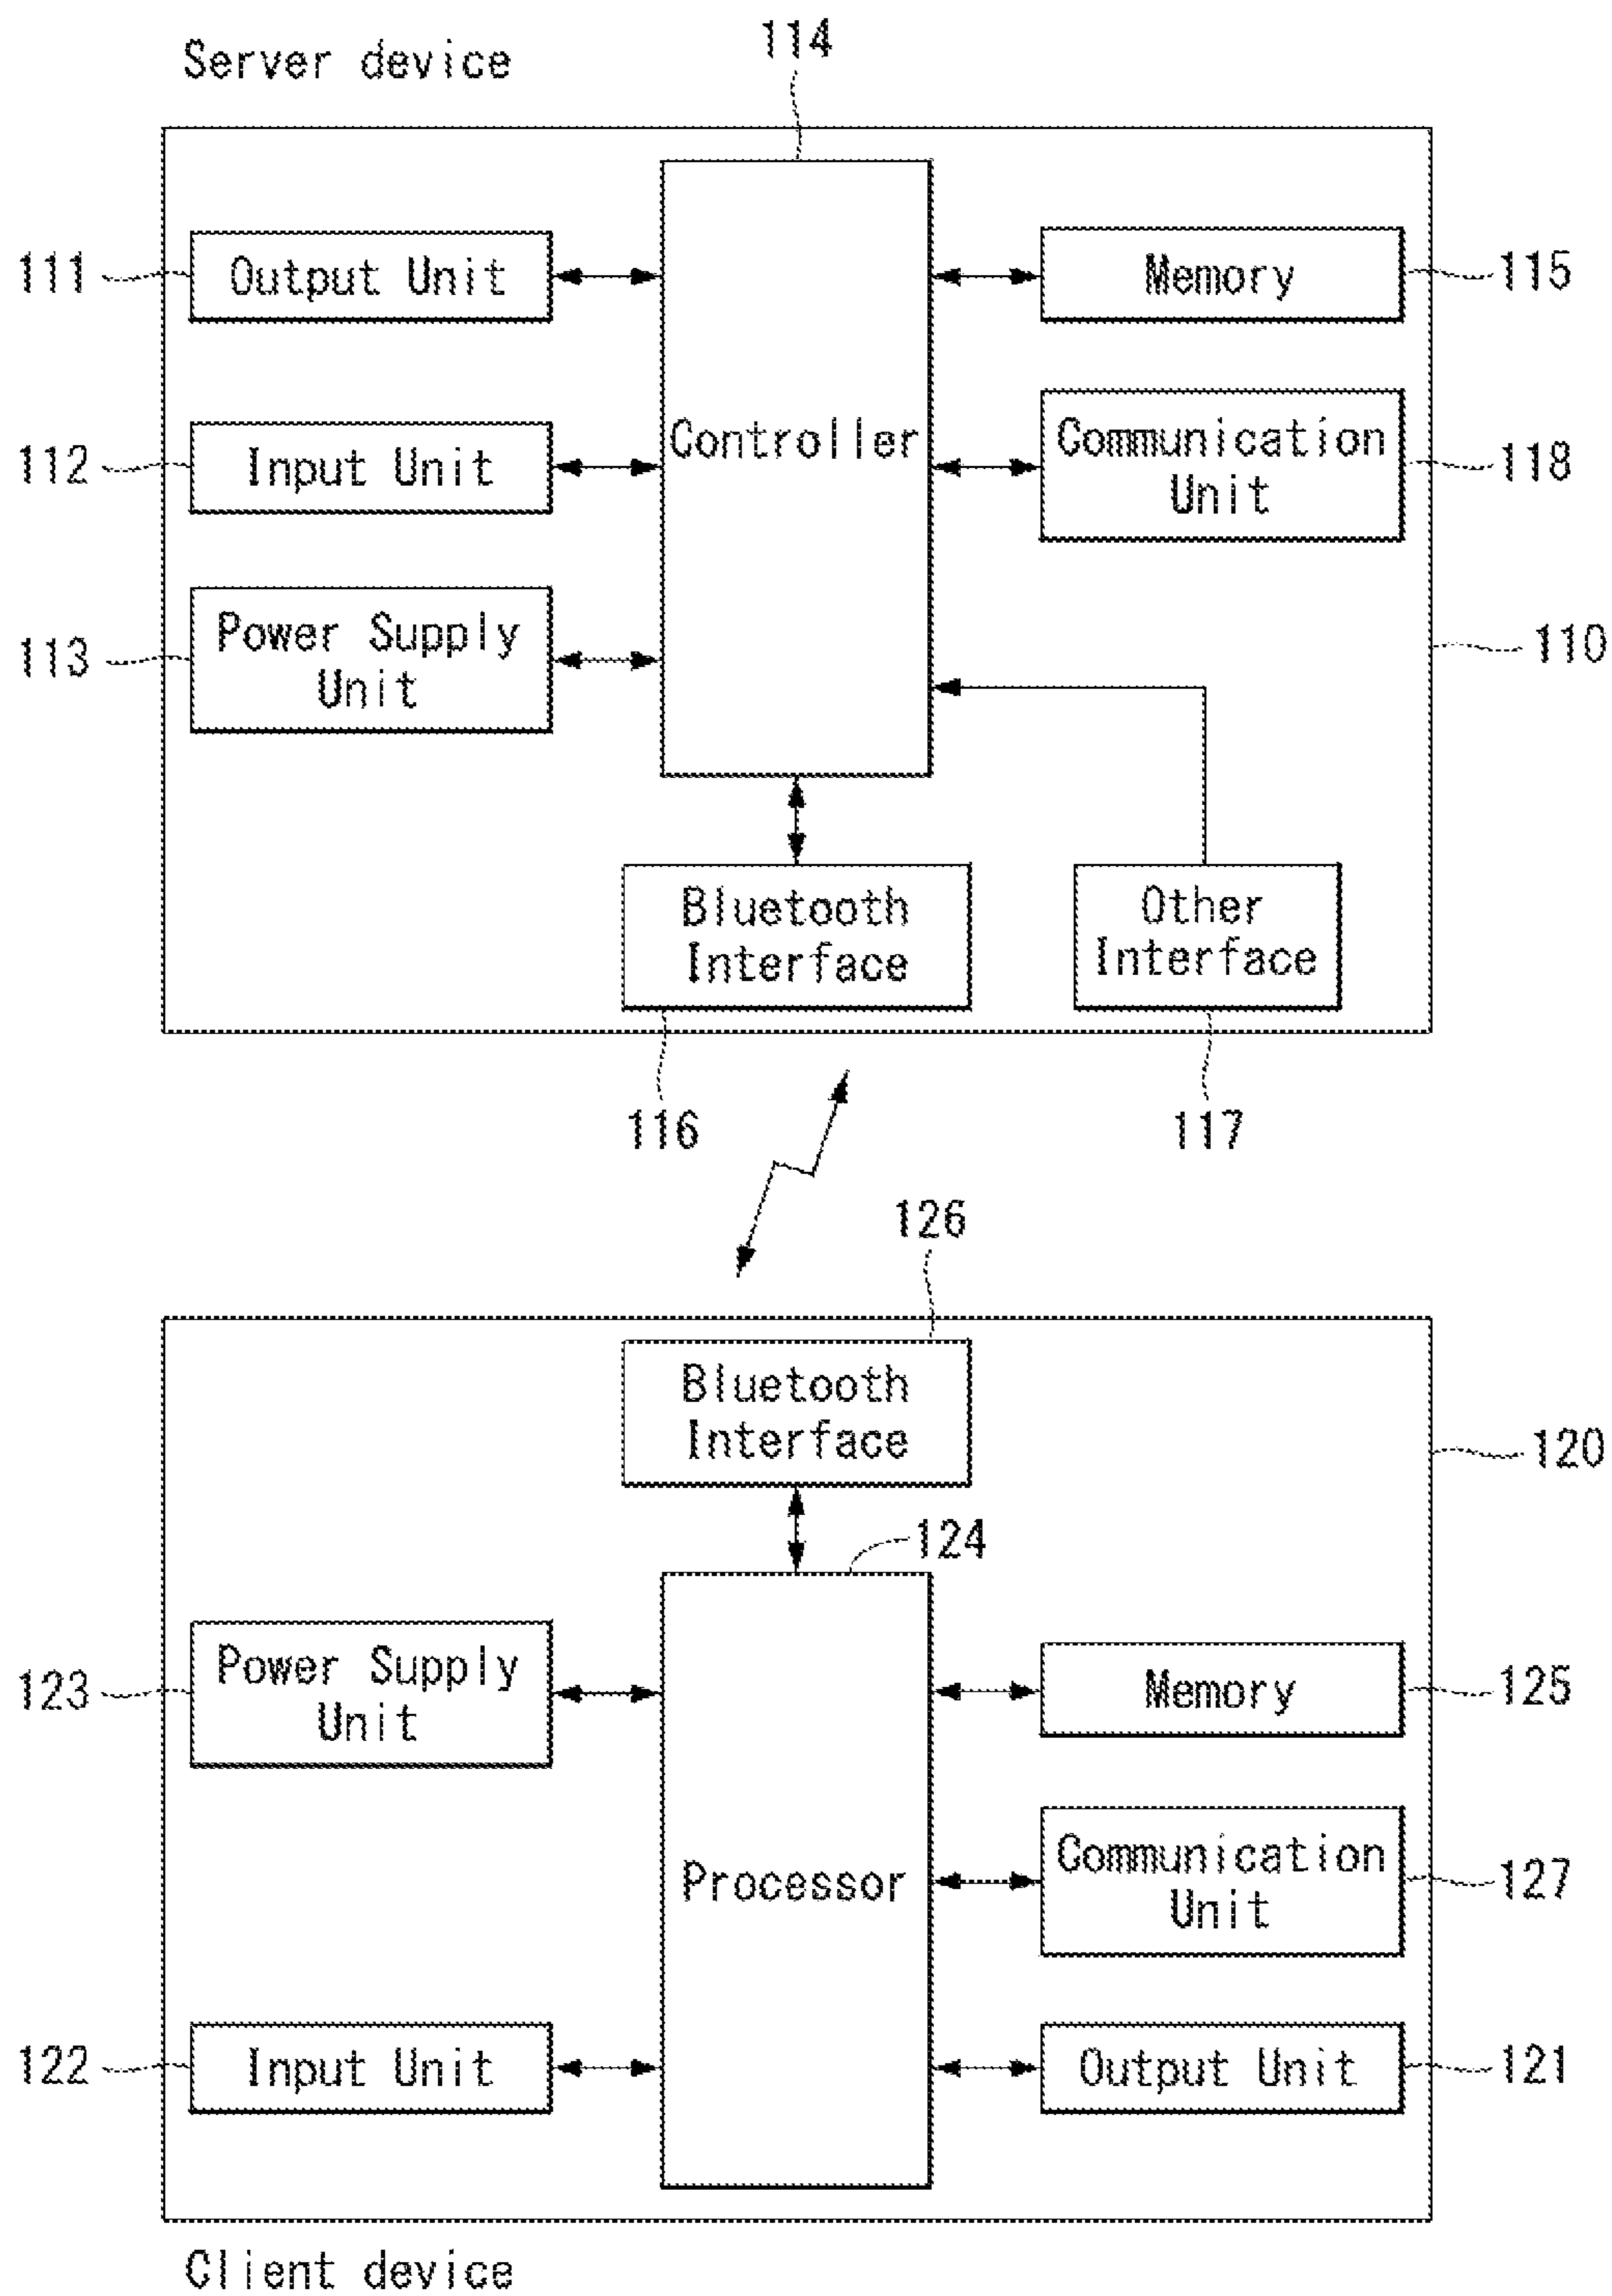 Server device
114
111
Output Unit
Memory
115
112
Input Unit
Controller
Communication
Unit
118
113
Power Supply
Unit
110
Bluetooth
Interface
Other
Interface
116
117
126
Bluetooth
Interface
120
124
123
Power Supply
Unit
Memory
125
Processor
Communication
Unit
127
122
Input Unit
Output Unit
121
Client device